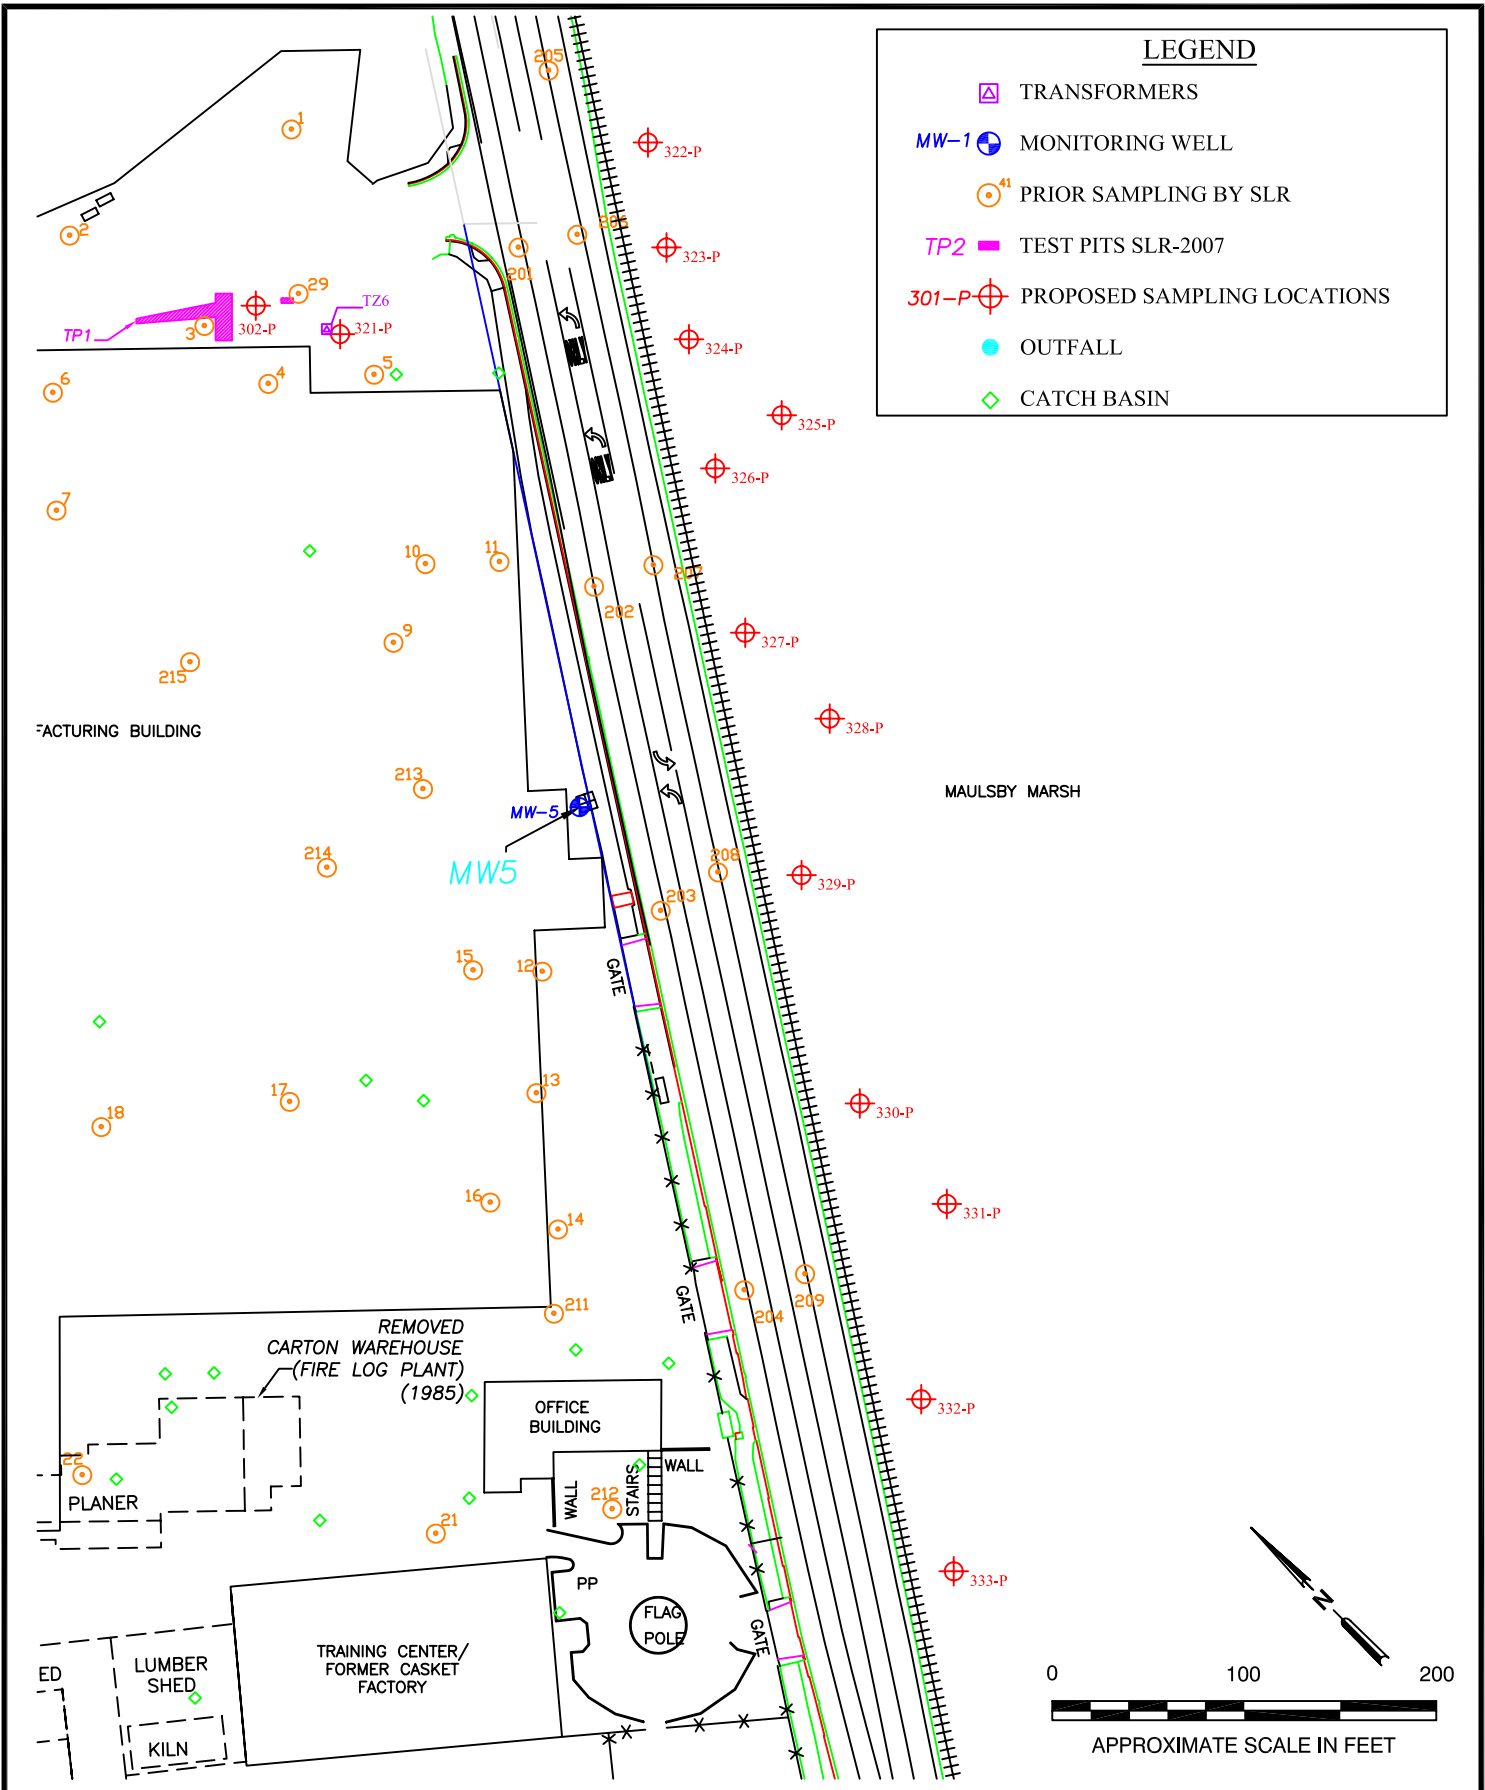 LEGEND
TRANSFORMERS
MW-1 MONITORING WELL
41 PRIOR SAMPLING BY SLR
TP2 TEST PITS SLR-2007
301-P PROPOSED SAMPLING LOCATIONS
OUTFALL
CATCH BASIN
205
1
322-P
2
206
201
323-P
29
TZ6
TP1
3
302-P
321-P
324-P
6
4
5
325-P
326-P
7
10
11
207
202
9
327-P
215
328-P
FACTURING BUILDING
213
MW-5
MAULSBY MARSH
214
MW5
208
329-P
203
15
12
GATE
13
17
18
330-P
16
14
331-P
211
GATE
204
209
REMOVED
CARTON WAREHOUSE
(FIRE LOG PLANT)
(1985)
OFFICE
BUILDING
332-P
22
PLANER
WALL
STAIRS
WALL
212
21
PP
FLAG
POLE
GATE
333-P
N
TRAINING CENTER/
FORMER CASKET
FACTORY
ED
LUMBER
SHED
KILN
0 100 200
APPROXIMATE SCALE IN FEET